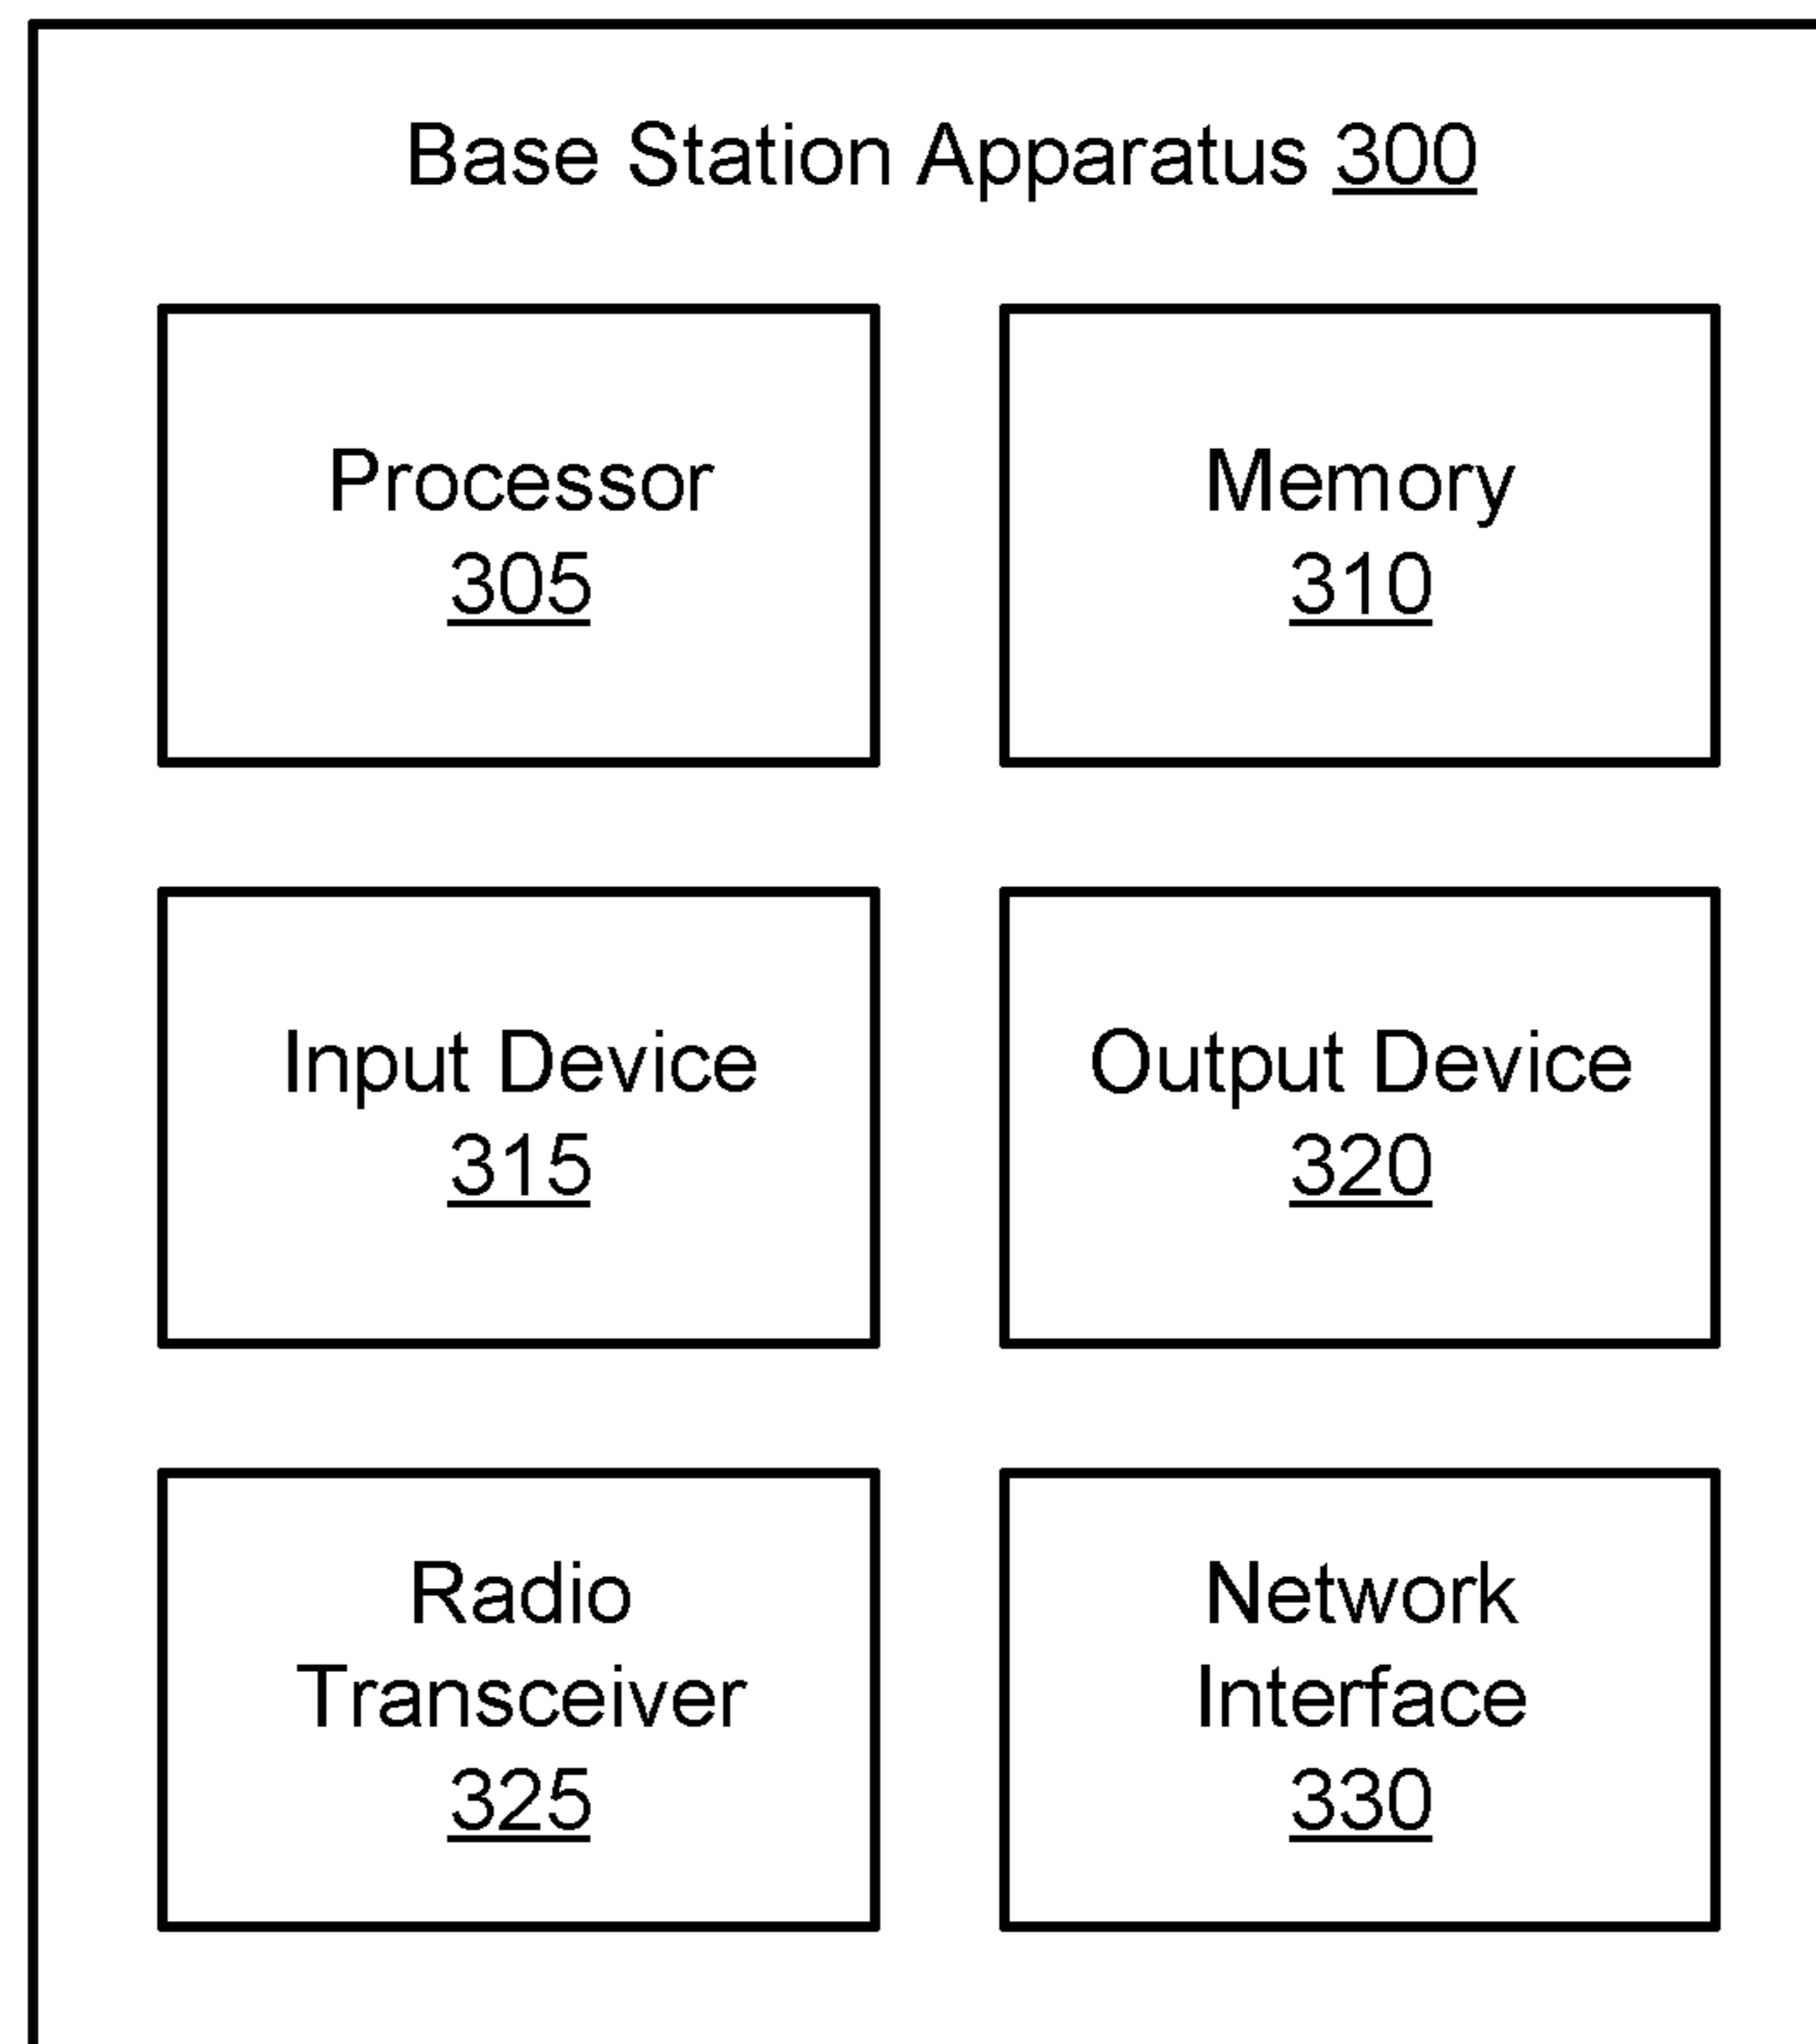 Base Station Apparatus 300
Processor
305
Memory
310
Input Device
315
Output Device
320
Radio
Transceiver
325
Network
Interface
330